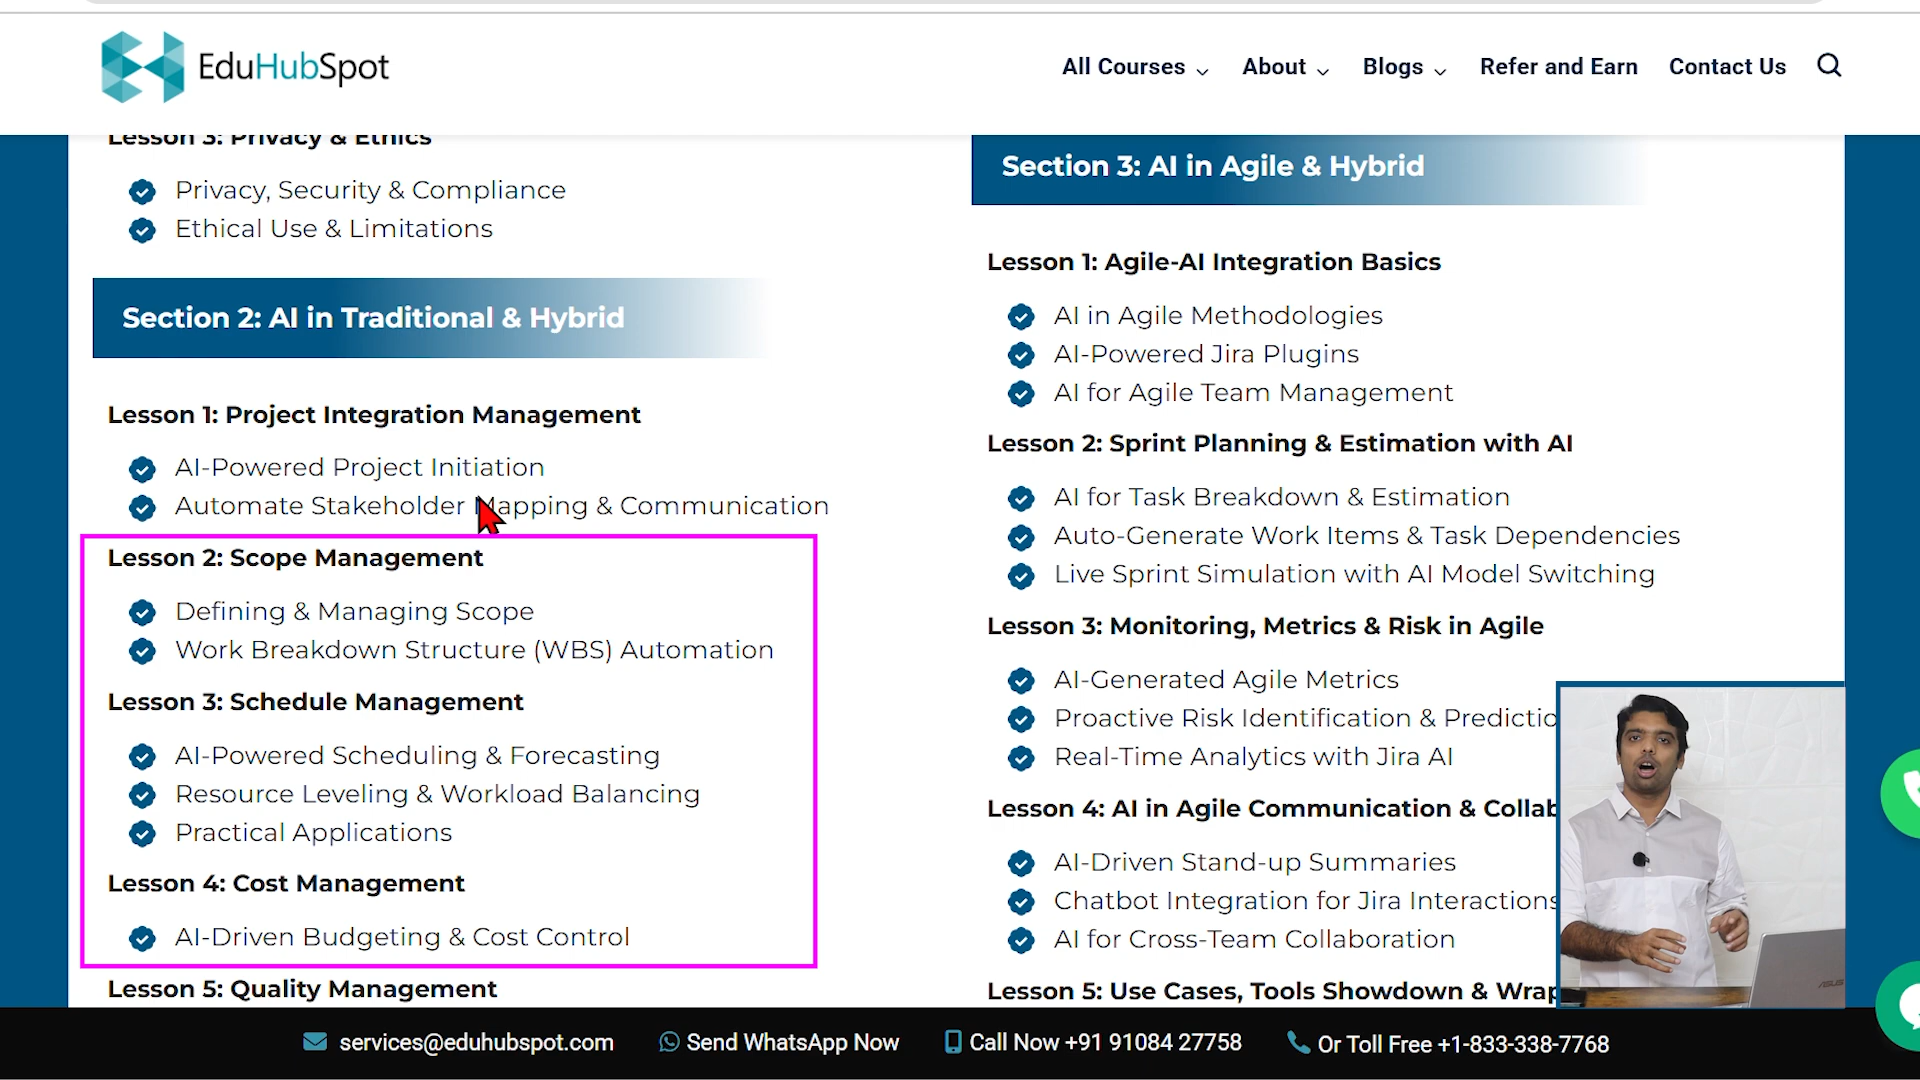 EduHubSpot
All Courses
About
Blogs
Refer and Earn
Contact Us
Lesson 3: Privacy & Ethics
Privacy, Security & Compliance
Ethical Use & Limitations
Section 2: AI in Traditional & Hybrid
Lesson 1: Project Integration Management
AI-Powered Project Initiation
Automate Stakeholder Mapping & Communication
Lesson 2: Scope Management
Defining & Managing Scope
Work Breakdown Structure (WBS) Automation
Lesson 3: Schedule Management
AI-Powered Scheduling & Forecasting
Resource Leveling & Workload Balancing
Practical Applications
Lesson 4: Cost Management
AI-Driven Budgeting & Cost Control
Lesson 5: Quality Management
Section 3: AI in Agile & Hybrid
Lesson 1: Agile-AI Integration Basics
AI in Agile Methodologies
AI-Powered Jira Plugins
AI for Agile Team Management
Lesson 2: Sprint Planning & Estimation with AI
AI for Task Breakdown & Estimation
Auto-Generate Work Items & Task Dependencies
Live Sprint Simulation with AI Model Switching
Lesson 3: Monitoring, Metrics & Risk in Agile
AI-Generated Agile Metrics
Proactive Risk Identification & Predictio
Real-Time Analytics with Jira AI
Lesson 4: AI in Agile Communication & Collab
AI-Driven Stand-up Summaries
Chatbot Integration for Jira Interactions
AI for Cross-Team Collaboration
Lesson 5: Use Cases, Tools Showdown & Wrap
ASUS
services@eduhubspot.com
Send WhatsApp Now
Call Now +91 91084 27758
Or Toll Free +1-833-338-7768